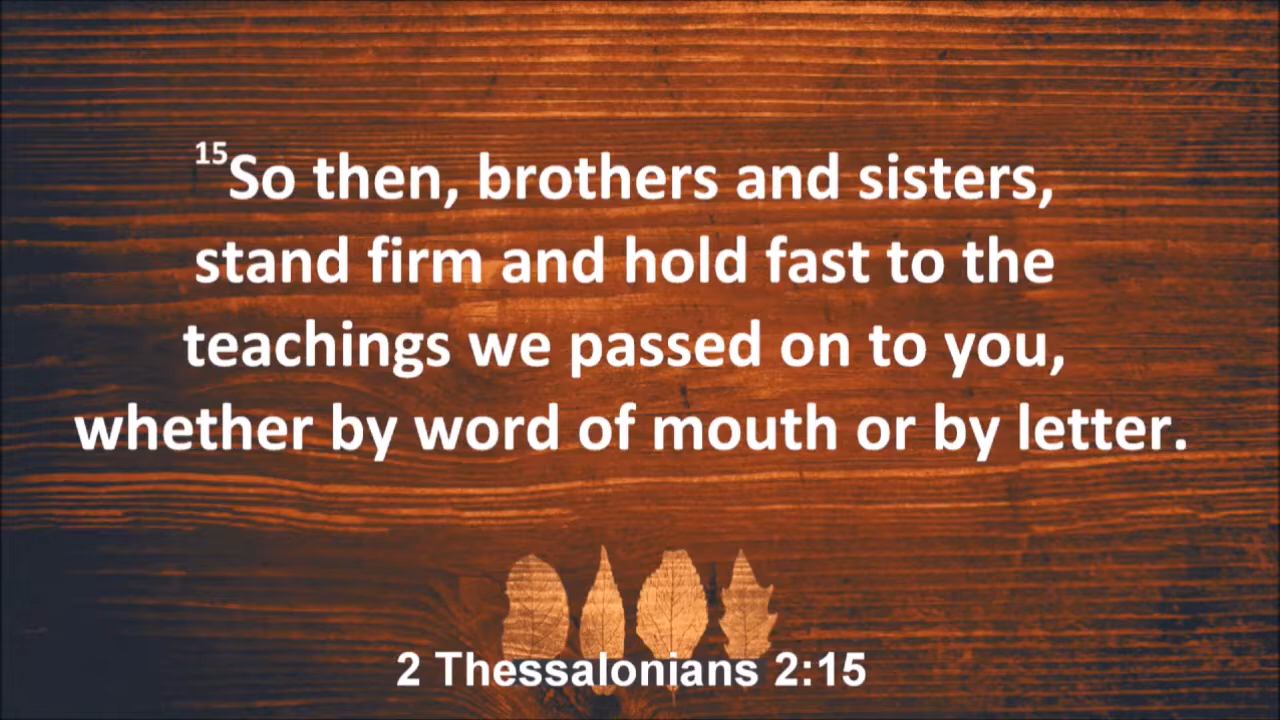 15So then, brothers and sisters,
stand firm and hold fast to the
teachings we passed on to you,
whether by word of mouth or by letter.
2 Thessalonians 2:15